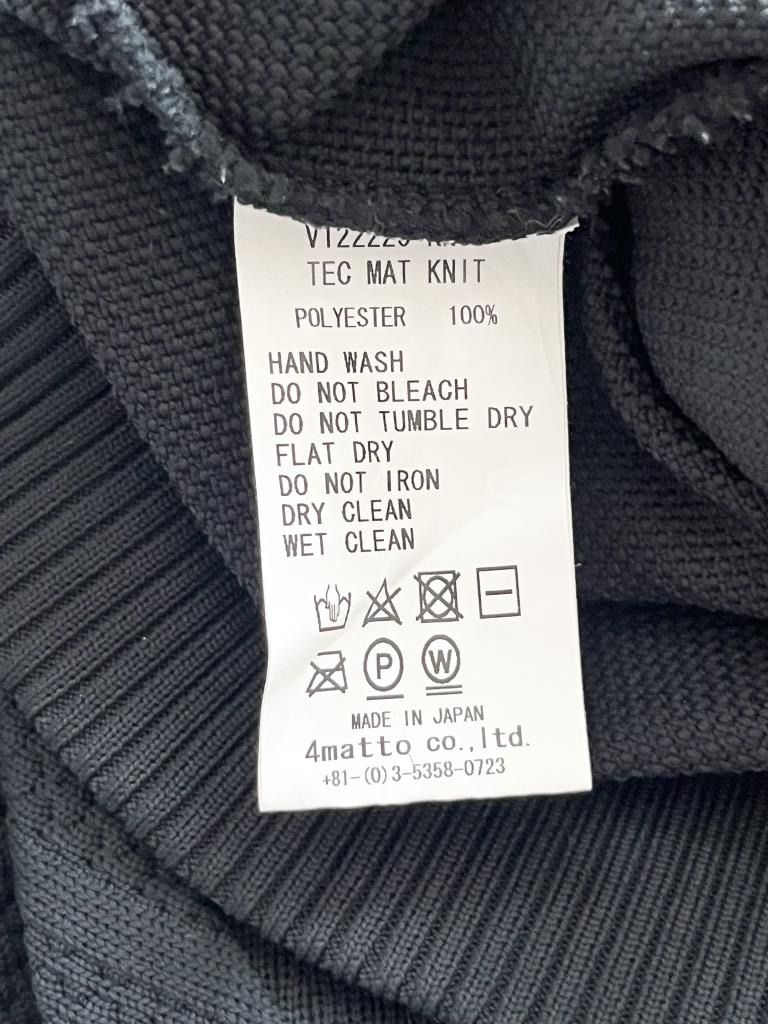 TEC MAT KNIT
POLYESTER 100%
HAND WASH
DO NOT BLEACH
DO NOT TUMBLE DRY
FLAT DRY
DO NOT IRON
DRY CLEAN
WET CLEAN
P W
MADE IN JAPAN
4matto co.,ltd.
+81-(0)3-5358-0723